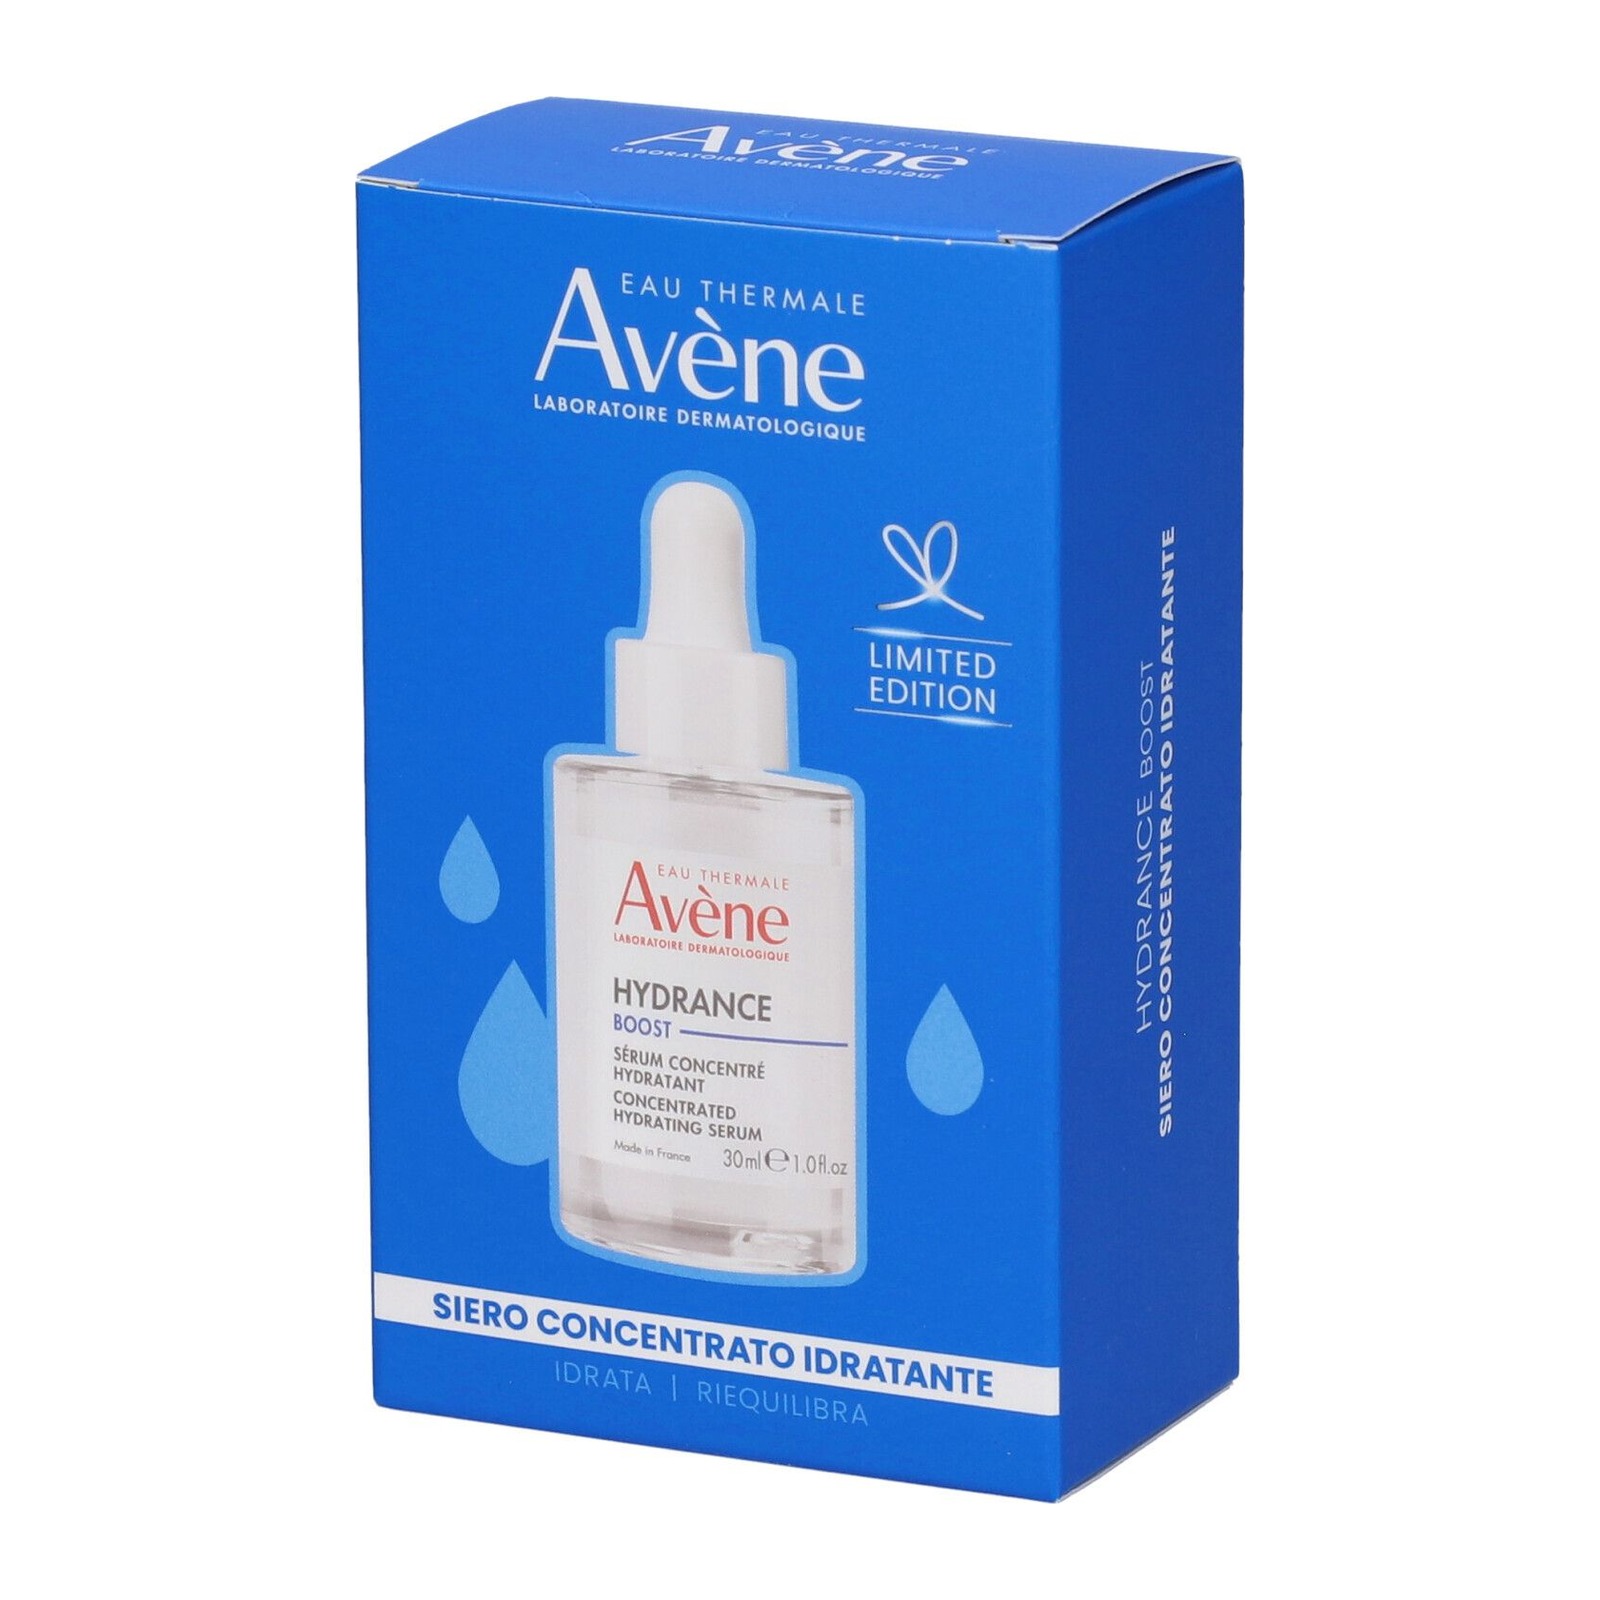 EAU THERMALE
Avène
LABORATOIRE DERMATOLOGIQUE
EAU THERMALE
Avène
LABORATOIRE DERMATOLOGIQUE
LIMITED
EDITION
EAU THERMALE
Avène
LABORATOIRE DERMATOLOGIQUE
HYDRANCE
BOOST
SÉRUM CONCENTRÉ
HYDRATANT
CONCENTRATED
HYDRATING SERUM
Made in France 30ml℮1.0fl.oz
SIERO CONCENTRATO IDRATANTE
IDRATA | RIEQUILIBRA
HYDRANCE BOOST
SIERO CONCENTRATO IDRATANTE